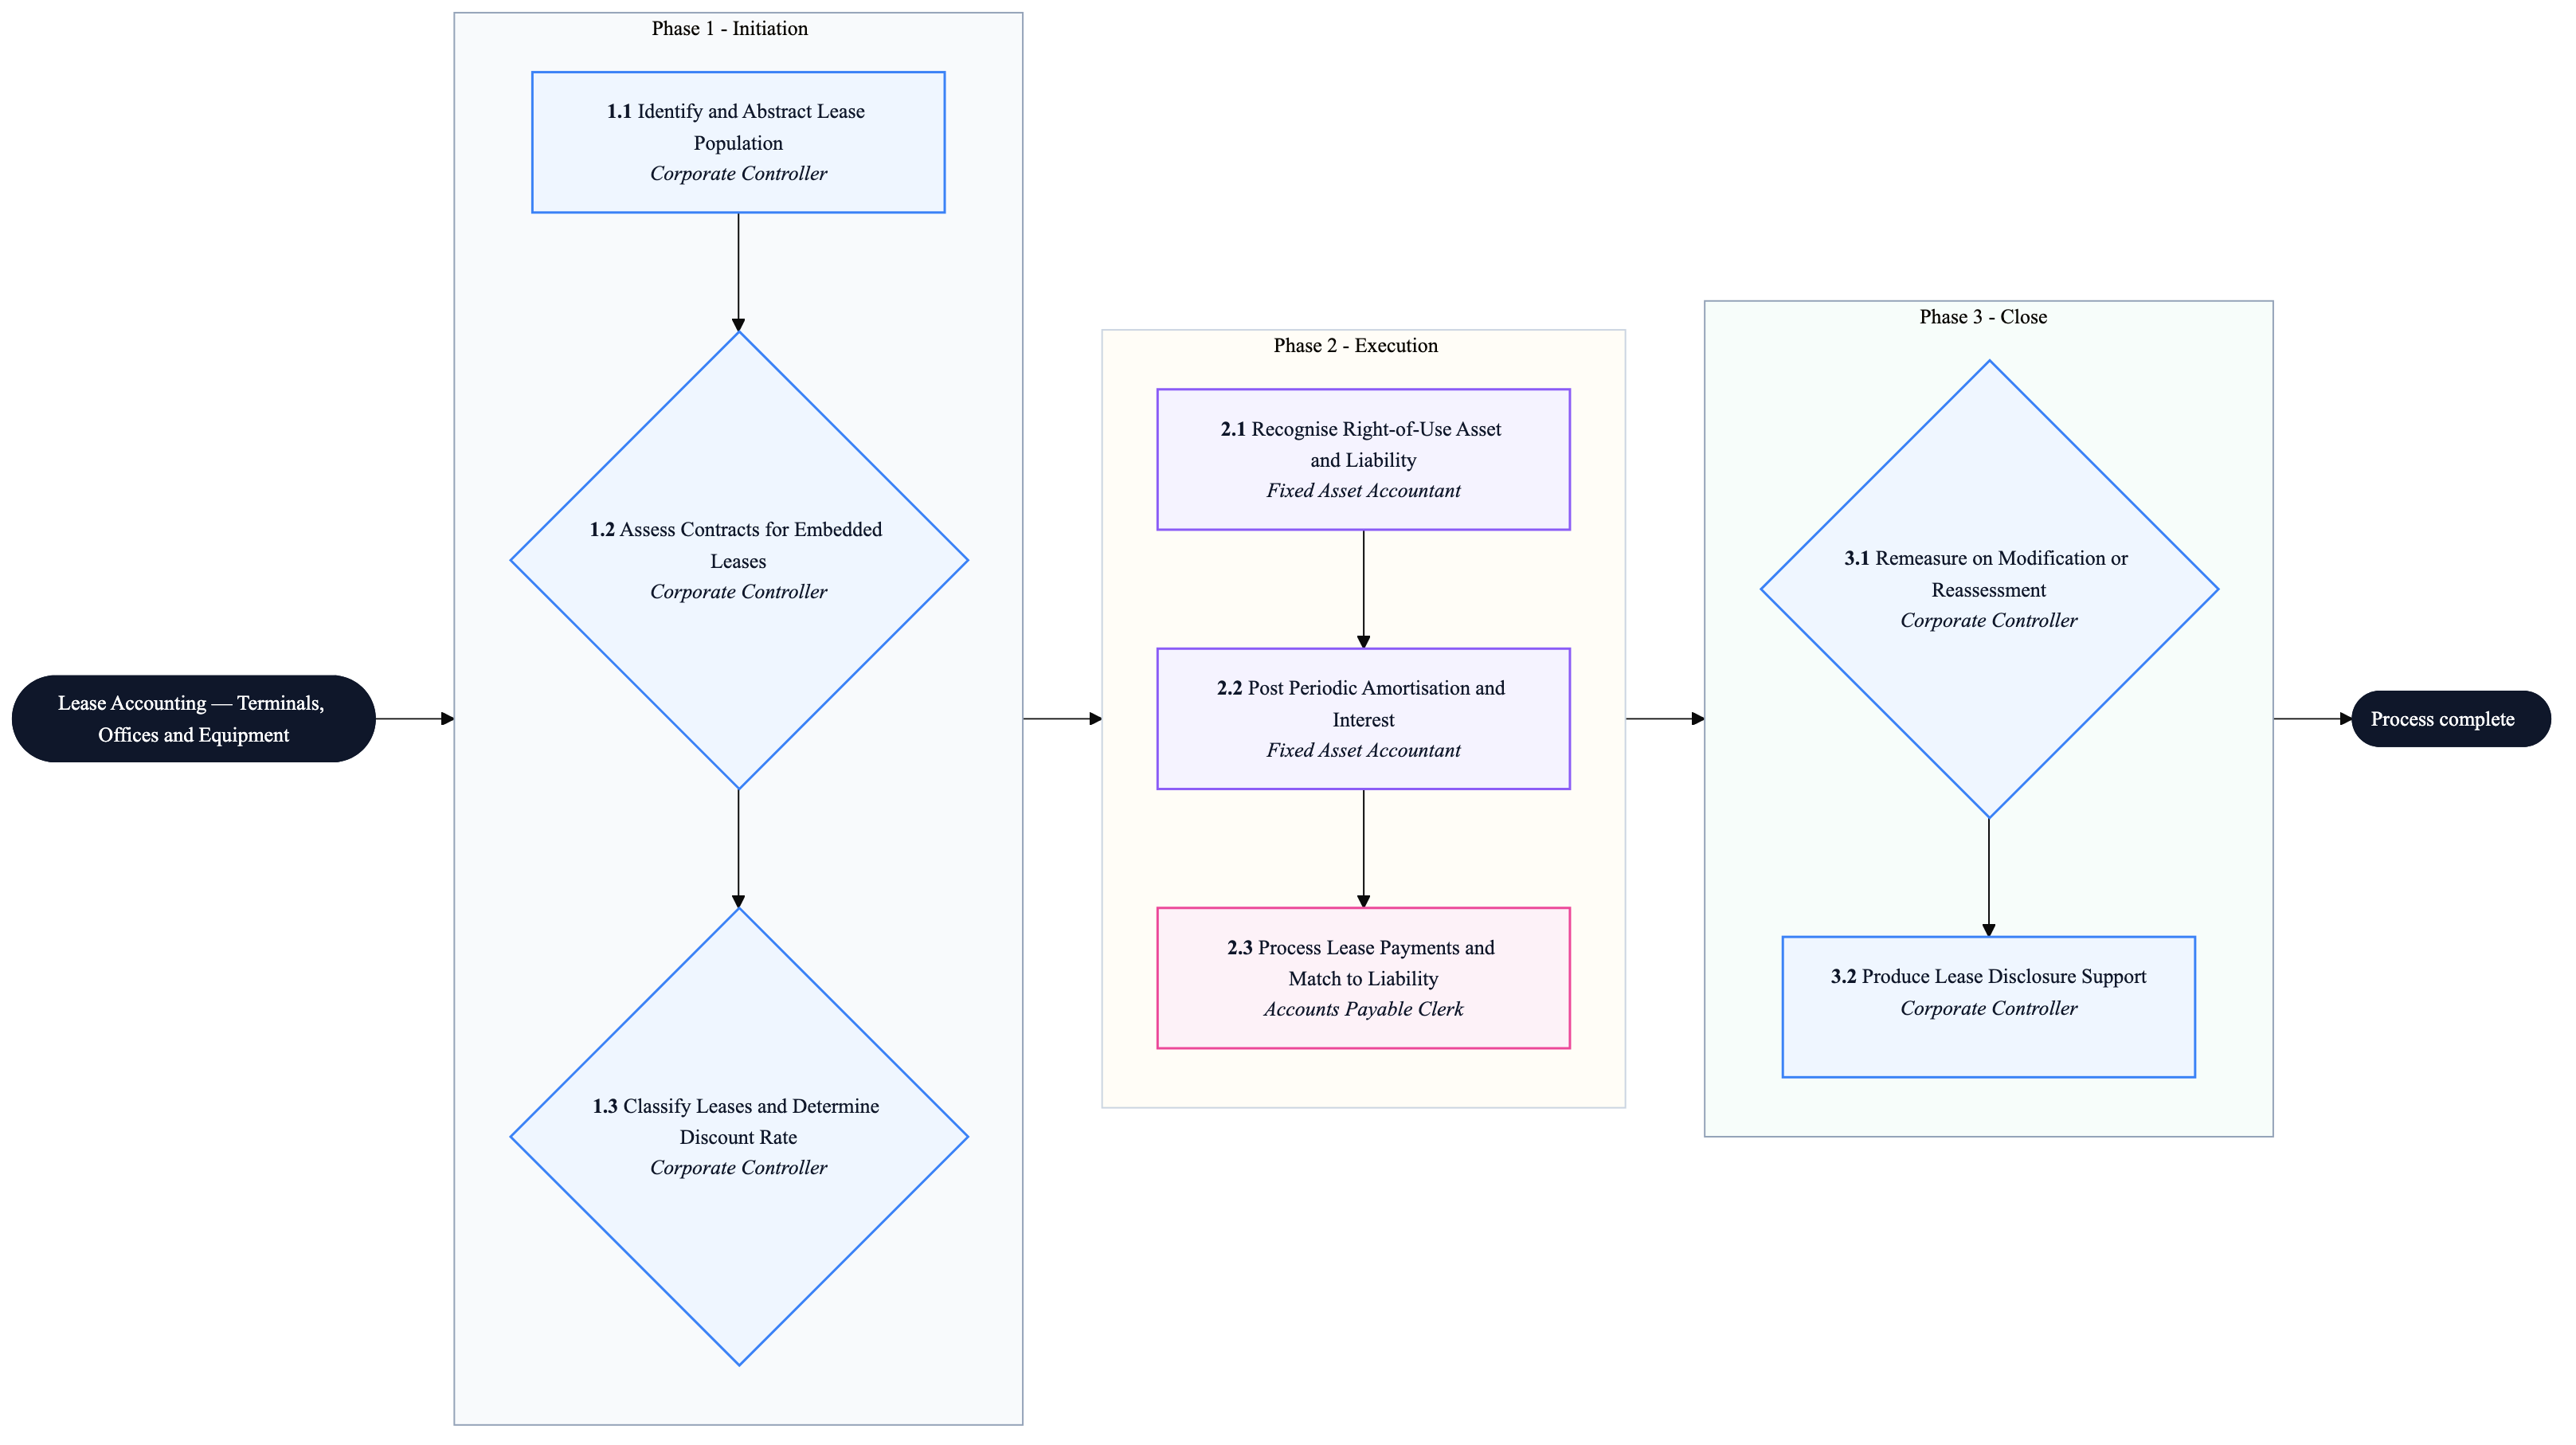 Lease Accounting — Terminals,
Offices and Equipment
Phase 1 - Initiation
1.1 Identify and Abstract Lease
Population
Corporate Controller
1.2 Assess Contracts for Embedded
Leases
Corporate Controller
1.3 Classify Leases and Determine
Discount Rate
Corporate Controller
Phase 2 - Execution
2.1 Recognise Right-of-Use Asset
and Liability
Fixed Asset Accountant
2.2 Post Periodic Amortisation and
Interest
Fixed Asset Accountant
2.3 Process Lease Payments and
Match to Liability
Accounts Payable Clerk
Phase 3 - Close
3.1 Remeasure on Modification or
Reassessment
Corporate Controller
3.2 Produce Lease Disclosure Support
Corporate Controller
Process complete